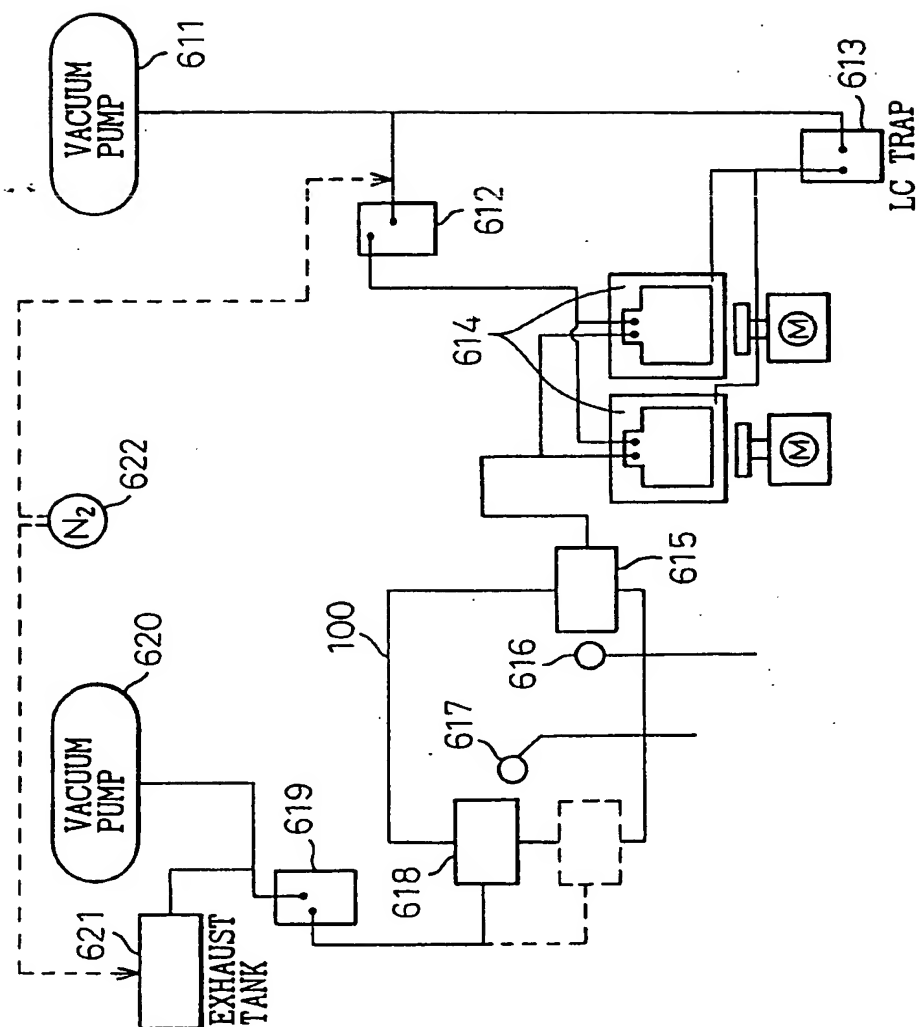 VACUUM
PUMP
611
613
LC TRAP
612
614
M
M
N2
622
615
100
616
617
VACUUM
PUMP
620
619
618
621
EXHAUST
TANK